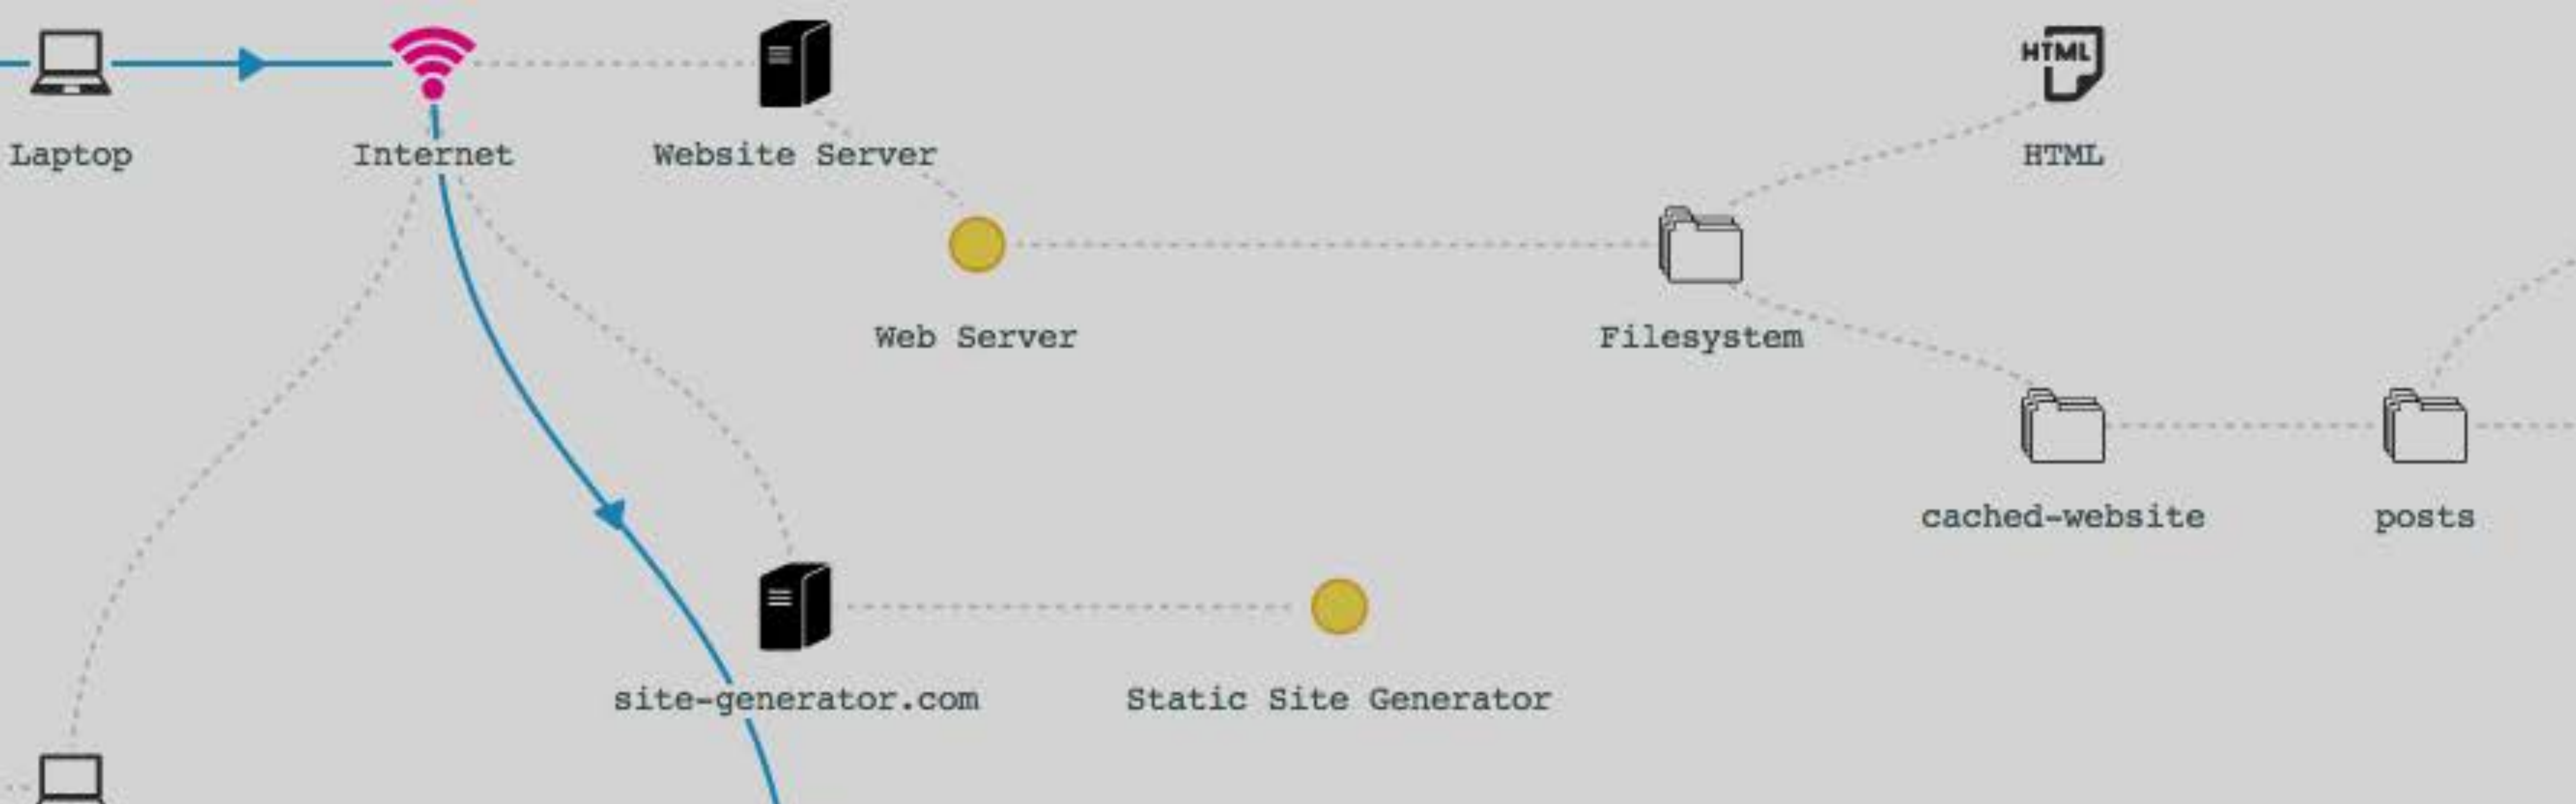 HTML
Laptop
Internet
Website Server
HTML
Web Server
Filesystem
cached-website
posts
site-generator.com
Static Site Generator